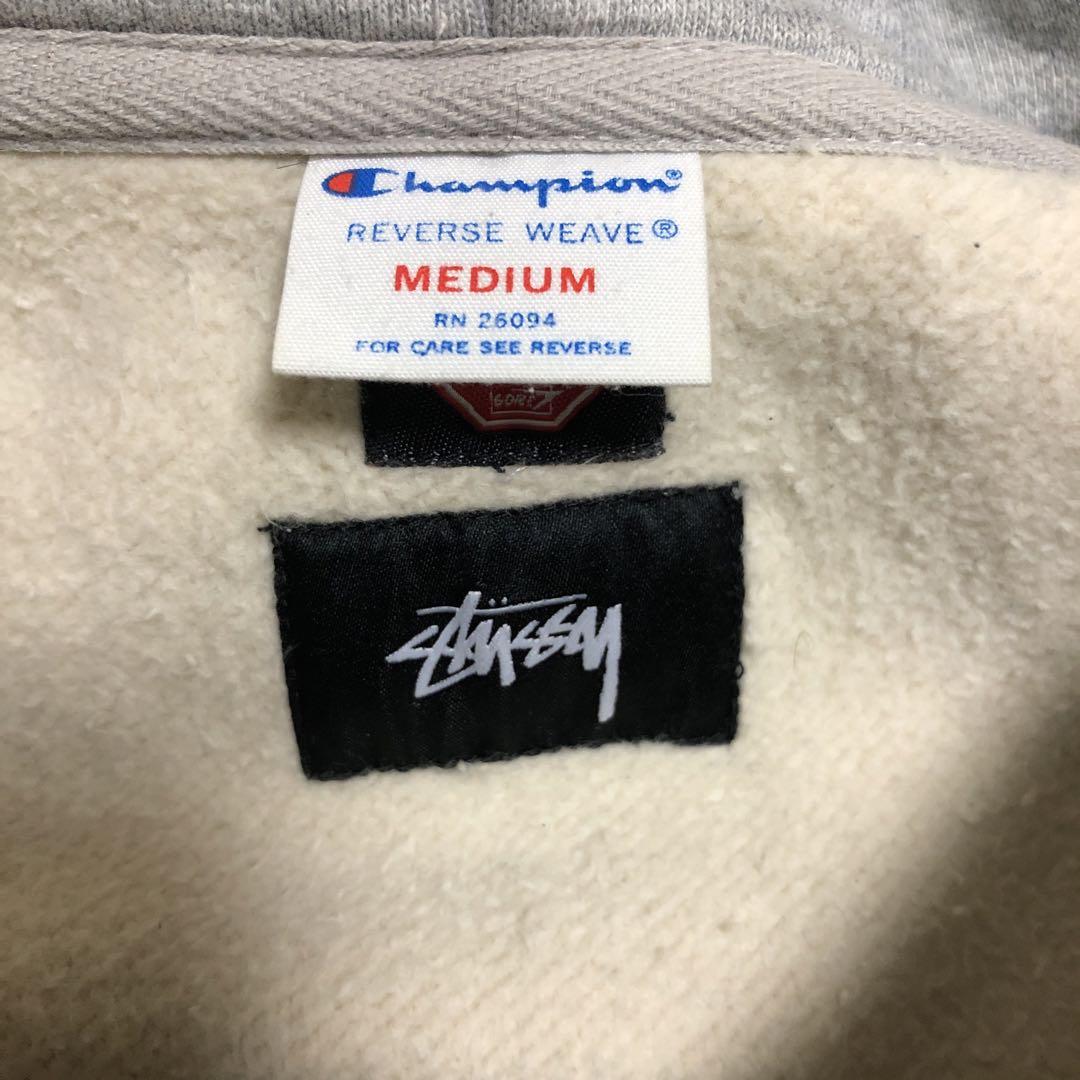 Champion®
REVERSE WEAVE®
MEDIUM
RN 26094
FOR CARE SEE REVERSE
Stüssy